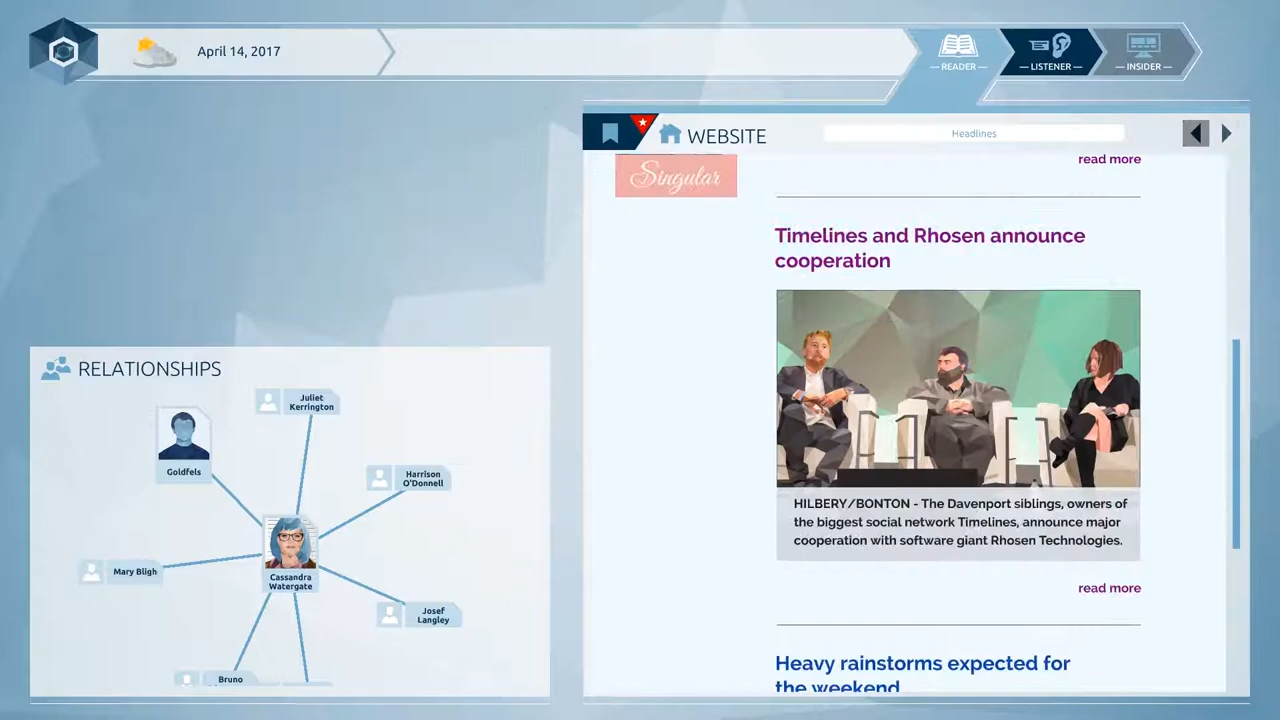 April 14, 2017
— READER —
— LISTENER —
— INSIDER —
WEBSITE
Headlines
read more
Singular
Timelines and Rhosen announce
cooperation
HILBERY/BONTON - The Davenport siblings, owners of
the biggest social network Timelines, announce major
cooperation with software giant Rhosen Technologies.
read more
Heavy rainstorms expected for
the weekend
RELATIONSHIPS
Juliet
Kerrington
Goldfels
Harrison
O'Donnell
Cassandra
Watergate
Mary Bligh
Josef
Langley
Bruno